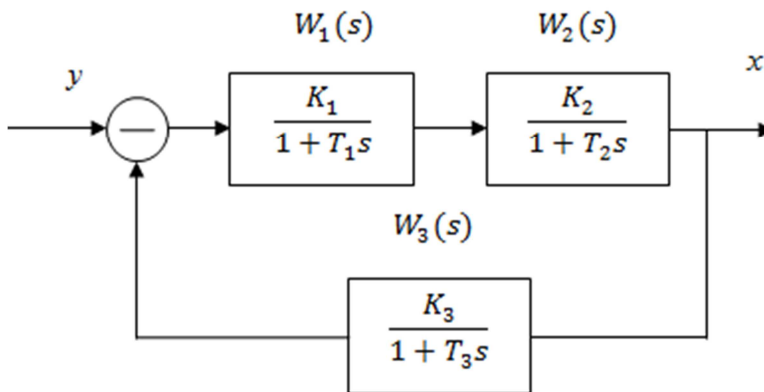 W₁(s)
W₂(s)
y
x
K₁
1 + T₁s
K₂
1 + T₂s
W₃(s)
K₃
1 + T₃s